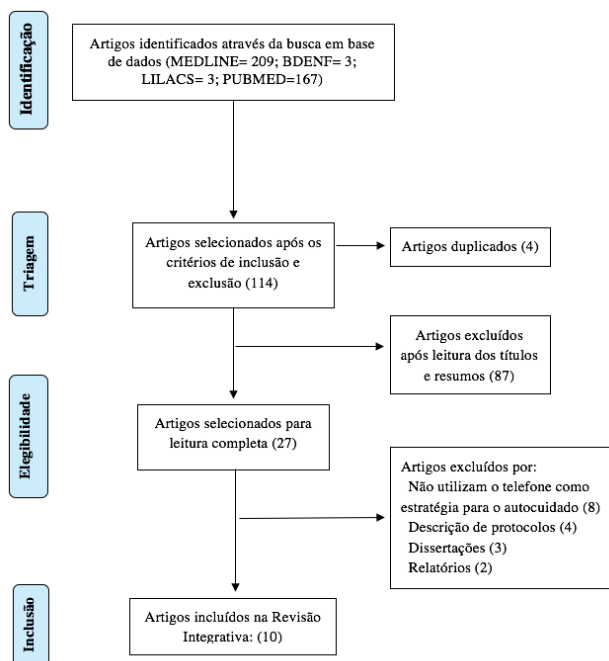 Identificação
Artigos identificados através da busca em base
de dados (MEDLINE= 209; BDENF= 3;
LILACS= 3; PUBMED=167)
Triagem
Artigos selecionados após os
critérios de inclusão e
exclusão (114)
Artigos duplicados (4)
Artigos excluídos
após leitura dos títulos
e resumos (87)
Elegibilidade
Artigos selecionados para
leitura completa (27)
Artigos excluídos por:
Não utilizam o telefone como
estratégia para o autocuidado (8)
Descrição de protocolos (4)
Dissertações (3)
Relatórios (2)
Inclusão
Artigos incluídos na Revisão
Integrativa: (10)